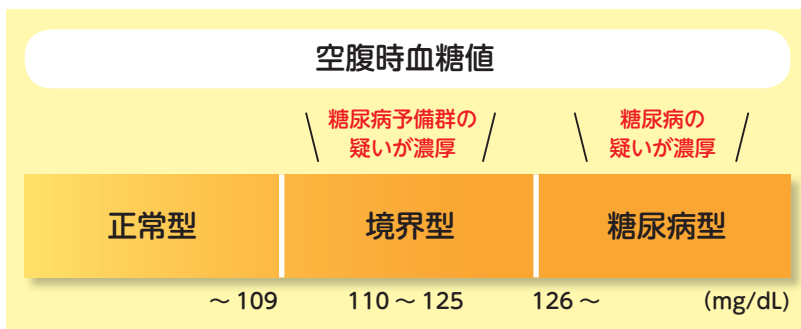 空腹時血糖値
糖尿病予備群の
疑いが濃厚
糖尿病の
疑いが濃厚
正常型
境界型
糖尿病型
～109
110～125
126～
(mg/dL)